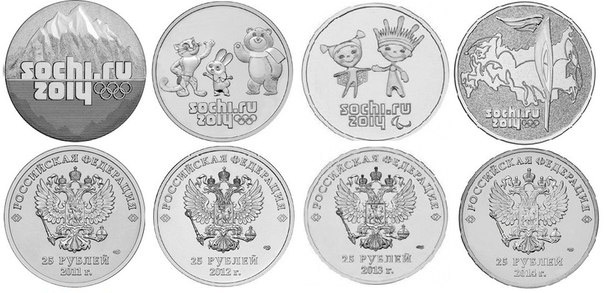 sochi.ru
2014
sochi.ru
2014
sochi.ru
2014
sochi.ru
2014
РОССИЙСКАЯ ФЕДЕРАЦИЯ
25 РУБЛЕЙ
2011 г.
РОССИЙСКАЯ ФЕДЕРАЦИЯ
25 РУБЛЕЙ
2012 г.
РОССИЙСКАЯ ФЕДЕРАЦИЯ
25 РУБЛЕЙ
2013 г.
РОССИЙСКАЯ ФЕДЕРАЦИЯ
25 РУБЛЕЙ
2014 г.